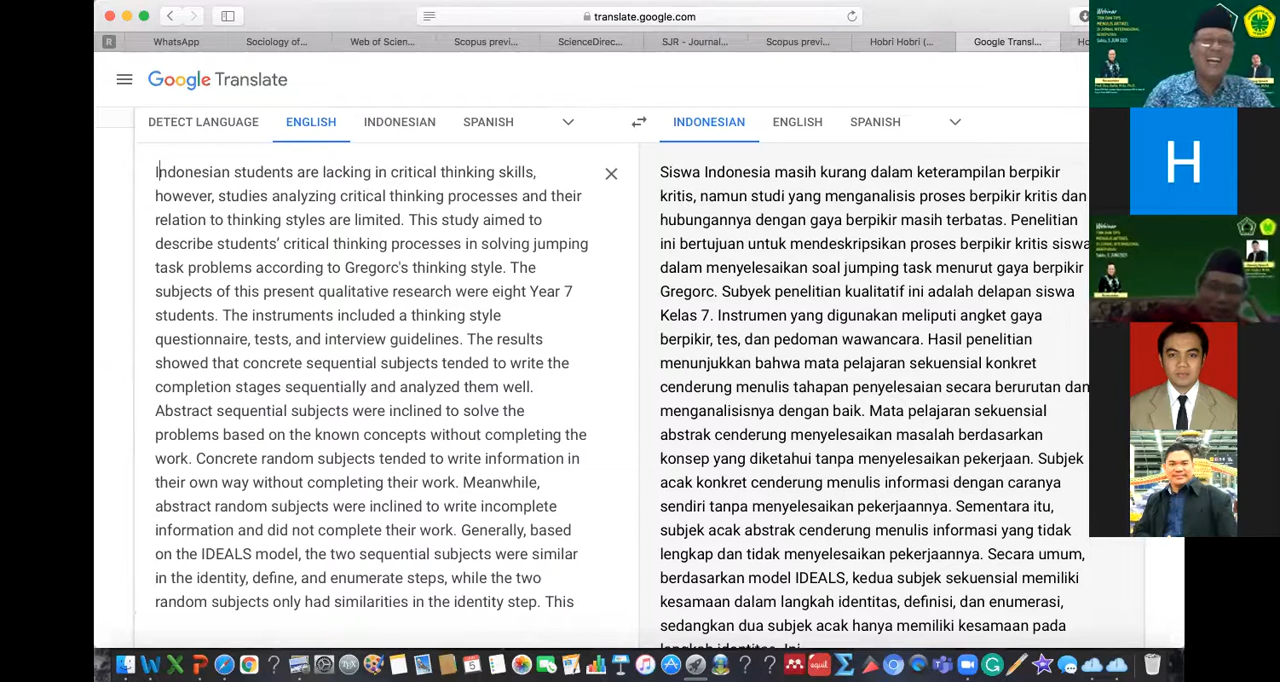 translate.google.com
WhatsApp
Sociology of...
Web of Scien...
Scopus previ...
ScienceDirec...
SJR - Journal...
Scopus previ...
Hobri Hobri (...
Google Transl...
Google Translate
DETECT LANGUAGE
ENGLISH
INDONESIAN
SPANISH
INDONESIAN
ENGLISH
SPANISH
Indonesian students are lacking in critical thinking skills,
however, studies analyzing critical thinking processes and their
relation to thinking styles are limited. This study aimed to
describe students' critical thinking processes in solving jumping
task problems according to Gregorc's thinking style. The
subjects of this present qualitative research were eight Year 7
students. The instruments included a thinking style
questionnaire, tests, and interview guidelines. The results
showed that concrete sequential subjects tended to write the
completion stages sequentially and analyzed them well.
Abstract sequential subjects were inclined to solve the
problems based on the known concepts without completing the
work. Concrete random subjects tended to write information in
their own way without completing their work. Meanwhile,
abstract random subjects were inclined to write incomplete
information and did not complete their work. Generally, based
on the IDEALS model, the two sequential subjects were similar
in the identity, define, and enumerate steps, while the two
random subjects only had similarities in the identity step. This
Siswa Indonesia masih kurang dalam keterampilan berpikir
kritis, namun studi yang menganalisis proses berpikir kritis dan
hubungannya dengan gaya berpikir masih terbatas. Penelitian
ini bertujuan untuk mendeskripsikan proses berpikir kritis siswa
dalam menyelesaikan soal jumping task menurut gaya berpikir
Gregorc. Subyek penelitian kualitatif ini adalah delapan siswa
Kelas 7. Instrumen yang digunakan meliputi angket gaya
berpikir, tes, dan pedoman wawancara. Hasil penelitian
menunjukkan bahwa mata pelajaran sekuensial konkret
cenderung menulis tahapan penyelesaian secara berurutan dan
menganalisisnya dengan baik. Mata pelajaran sekuensial
abstrak cenderung menyelesaikan masalah berdasarkan
konsep yang diketahui tanpa menyelesaikan pekerjaan. Subjek
acak konkret cenderung menulis informasi dengan caranya
sendiri tanpa menyelesaikan pekerjaannya. Sementara itu,
subjek acak abstrak cenderung menulis informasi yang tidak
lengkap dan tidak menyelesaikan pekerjaannya. Secara umum,
berdasarkan model IDEALS, kedua subjek sekuensial memiliki
kesamaan dalam langkah identitas, definisi, dan enumerasi,
sedangkan dua subjek acak hanya memiliki kesamaan pada
langkah identitas. Ini
Webinar
TRIK DAN TIPS
MENULIS ARTIKEL
DI JURNAL INTERNASIONAL
BEREPUTASI
Sabtu, 5 JUNI 2021
H